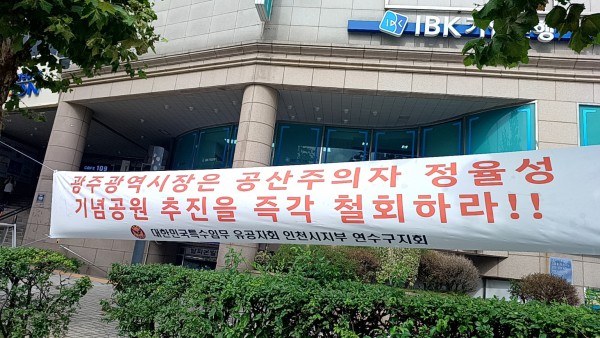 IBK기업은행
광주광역시장은 공산주의자 정율성
기념공원 추진을 즉각 철회하라!!
대한민국특수임무 유공지회 인천시지부 연수구지회